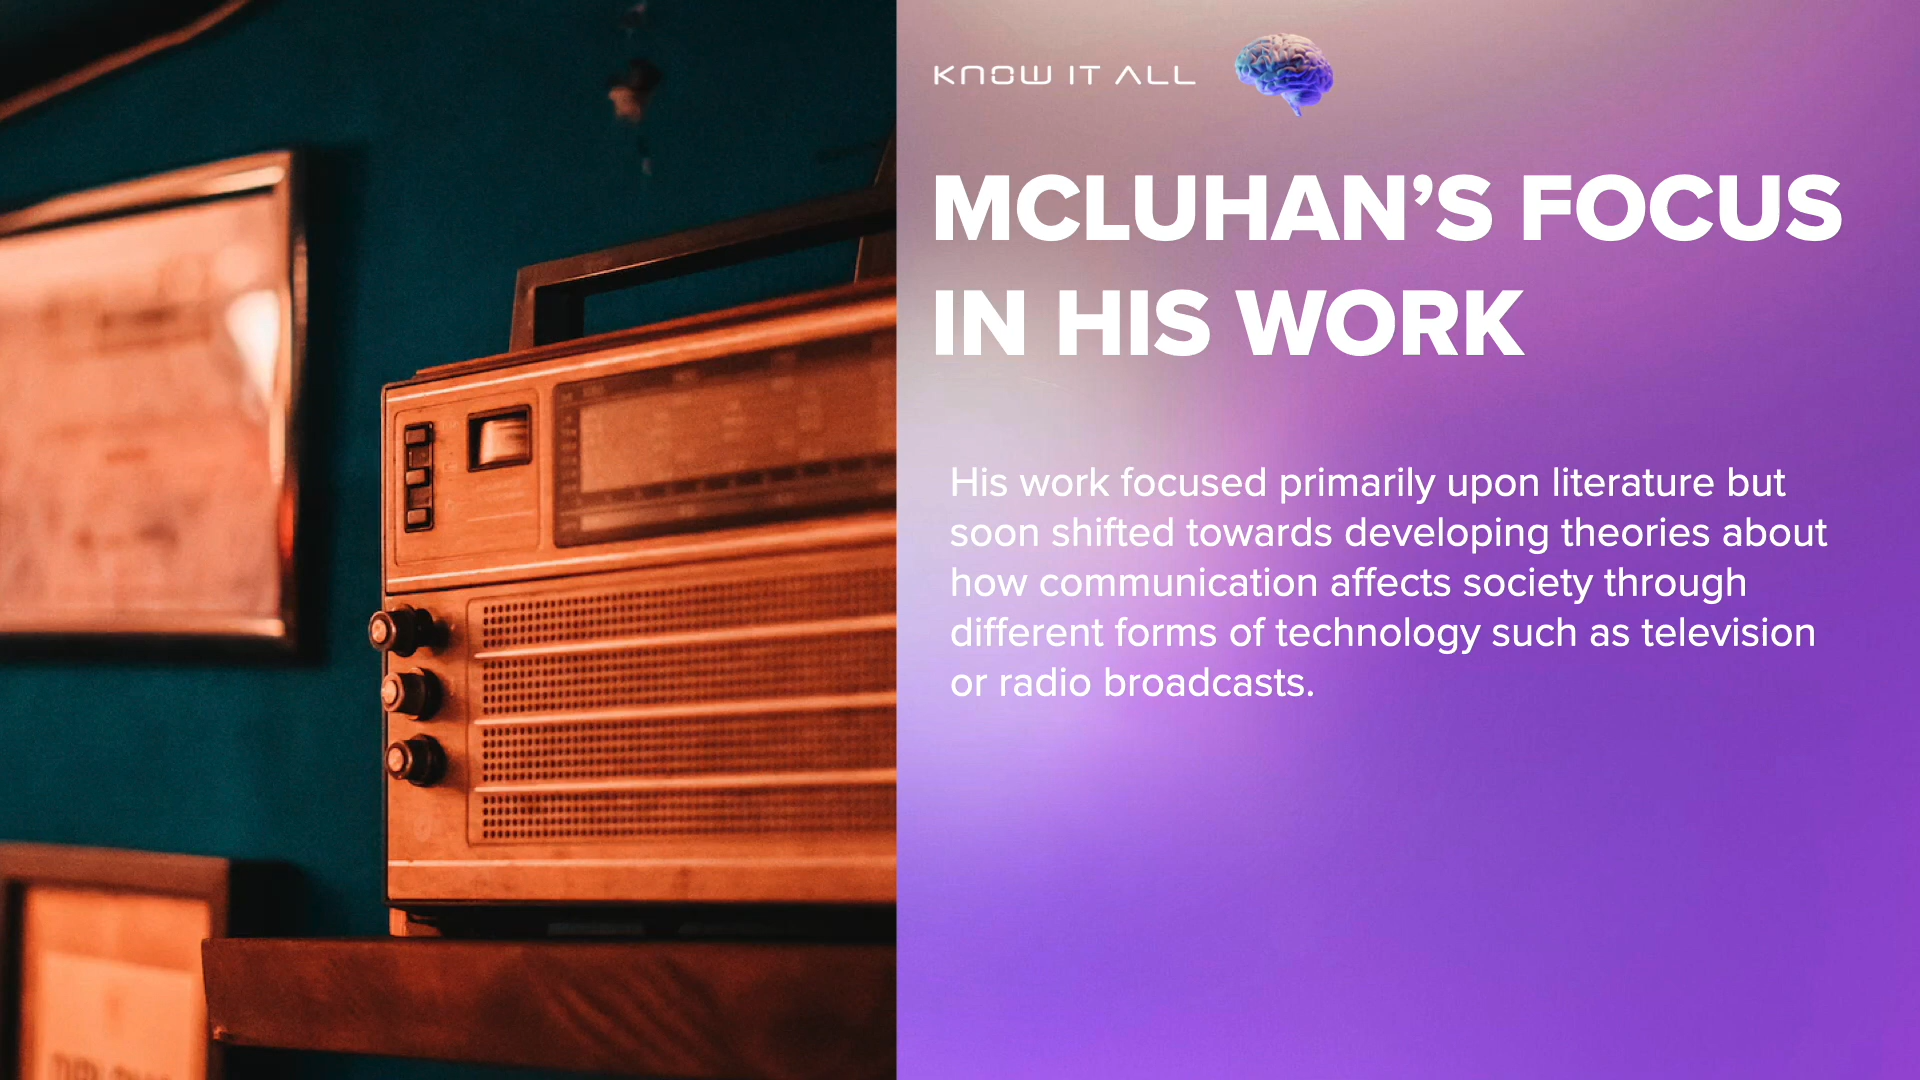 KNOW IT ALL
MCLUHAN’S FOCUS
IN HIS WORK
His work focused primarily upon literature but
soon shifted towards developing theories about
how communication affects society through
different forms of technology such as television
or radio broadcasts.